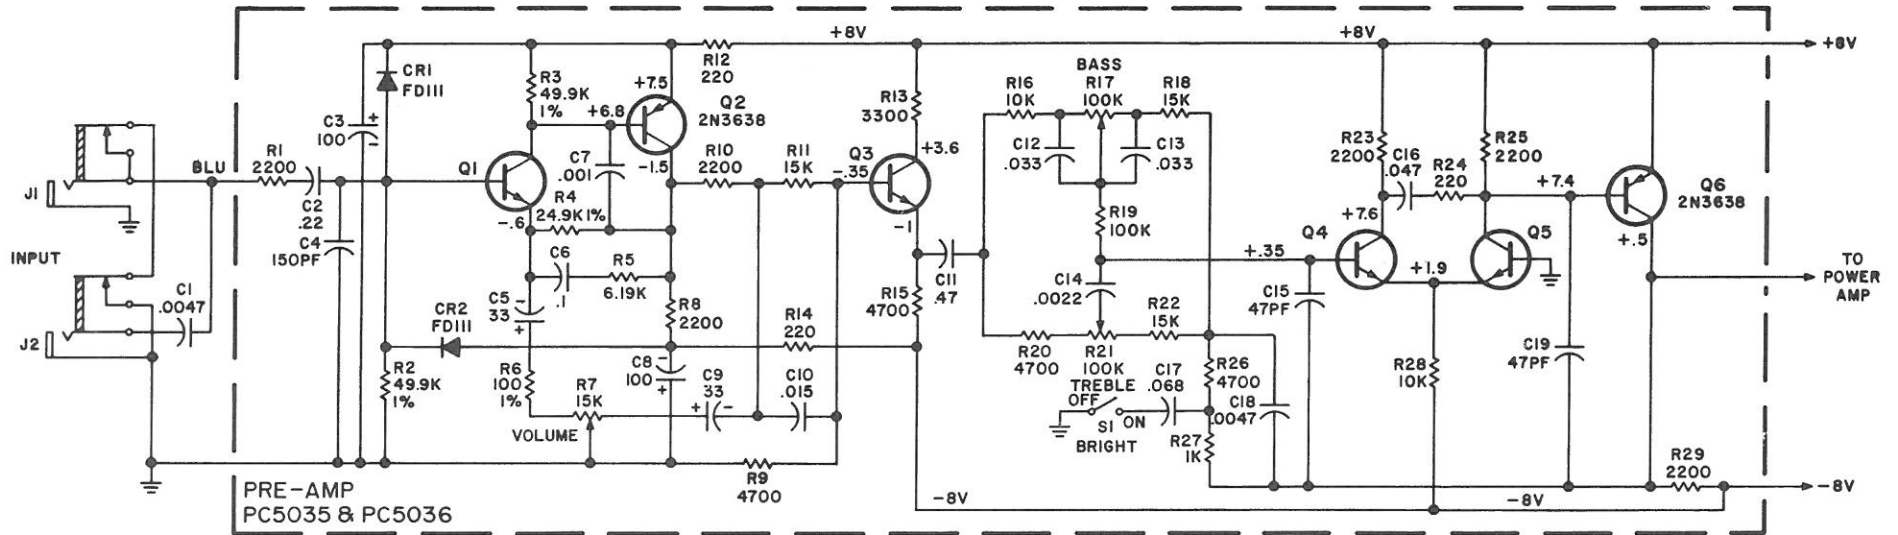 +8V
+8V
+8V
CR1
FD111
R3
49.9K
1%
+7.5
R12
220
Q2
2N3638
+6.8
C3
100
+
-
J1
INPUT
J2
BLU
R1
2200
C2
.22
C4
150PF
C1
.0047
Q1
-.6
C7
.001
R4
24.9K 1%
-1.5
R10
2200
R11
15K
Q3
-.35
R13
3300
+3.6
-1
C6
.1
R5
6.19K
C5
33
-
+
CR2
FD111
R8
2200
R14
220
R15
4700
C11
.47
R2
49.9K
1%
R6
100
1%
R7
15K
VOLUME
C8
100
-
+
C9
33
+
-
C10
.015
R9
4700
-8V
PRE-AMP
PC5035 & PC5036
R16
10K
BASS
R17
100K
R18
15K
C12
.033
C13
.033
R19
100K
C14
.0022
R20
4700
R21
100K
TREBLE
R22
15K
OFF
S1
ON
BRIGHT
C17
.068
R26
4700
R27
1K
C18
.0047
+.35
C15
47PF
Q4
+7.6
R23
2200
C16
.047
R24
220
R25
2200
+7.4
Q5
+1.9
R28
10K
C19
47PF
Q6
2N3638
+.5
TO
POWER
AMP
R29
2200
-8V
-8V